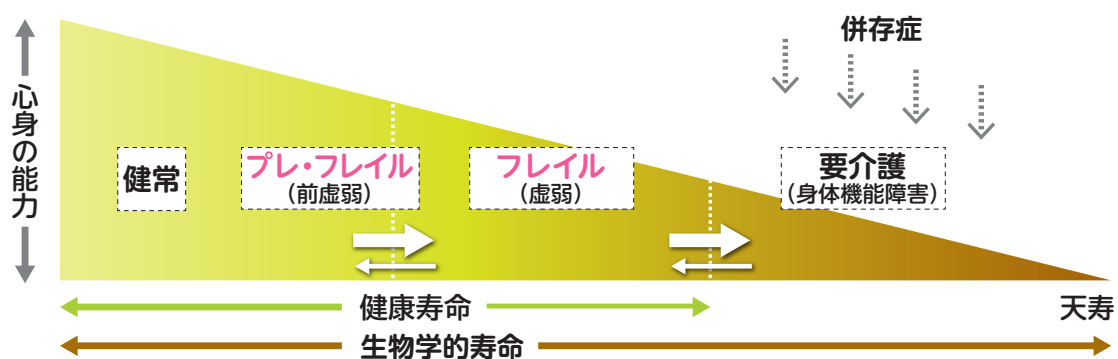 心身の能力
併存症
健常
プレ・フレイル
(前虚弱)
フレイル
(虚弱)
要介護
(身体機能障害)
健康寿命
天寿
生物学的寿命